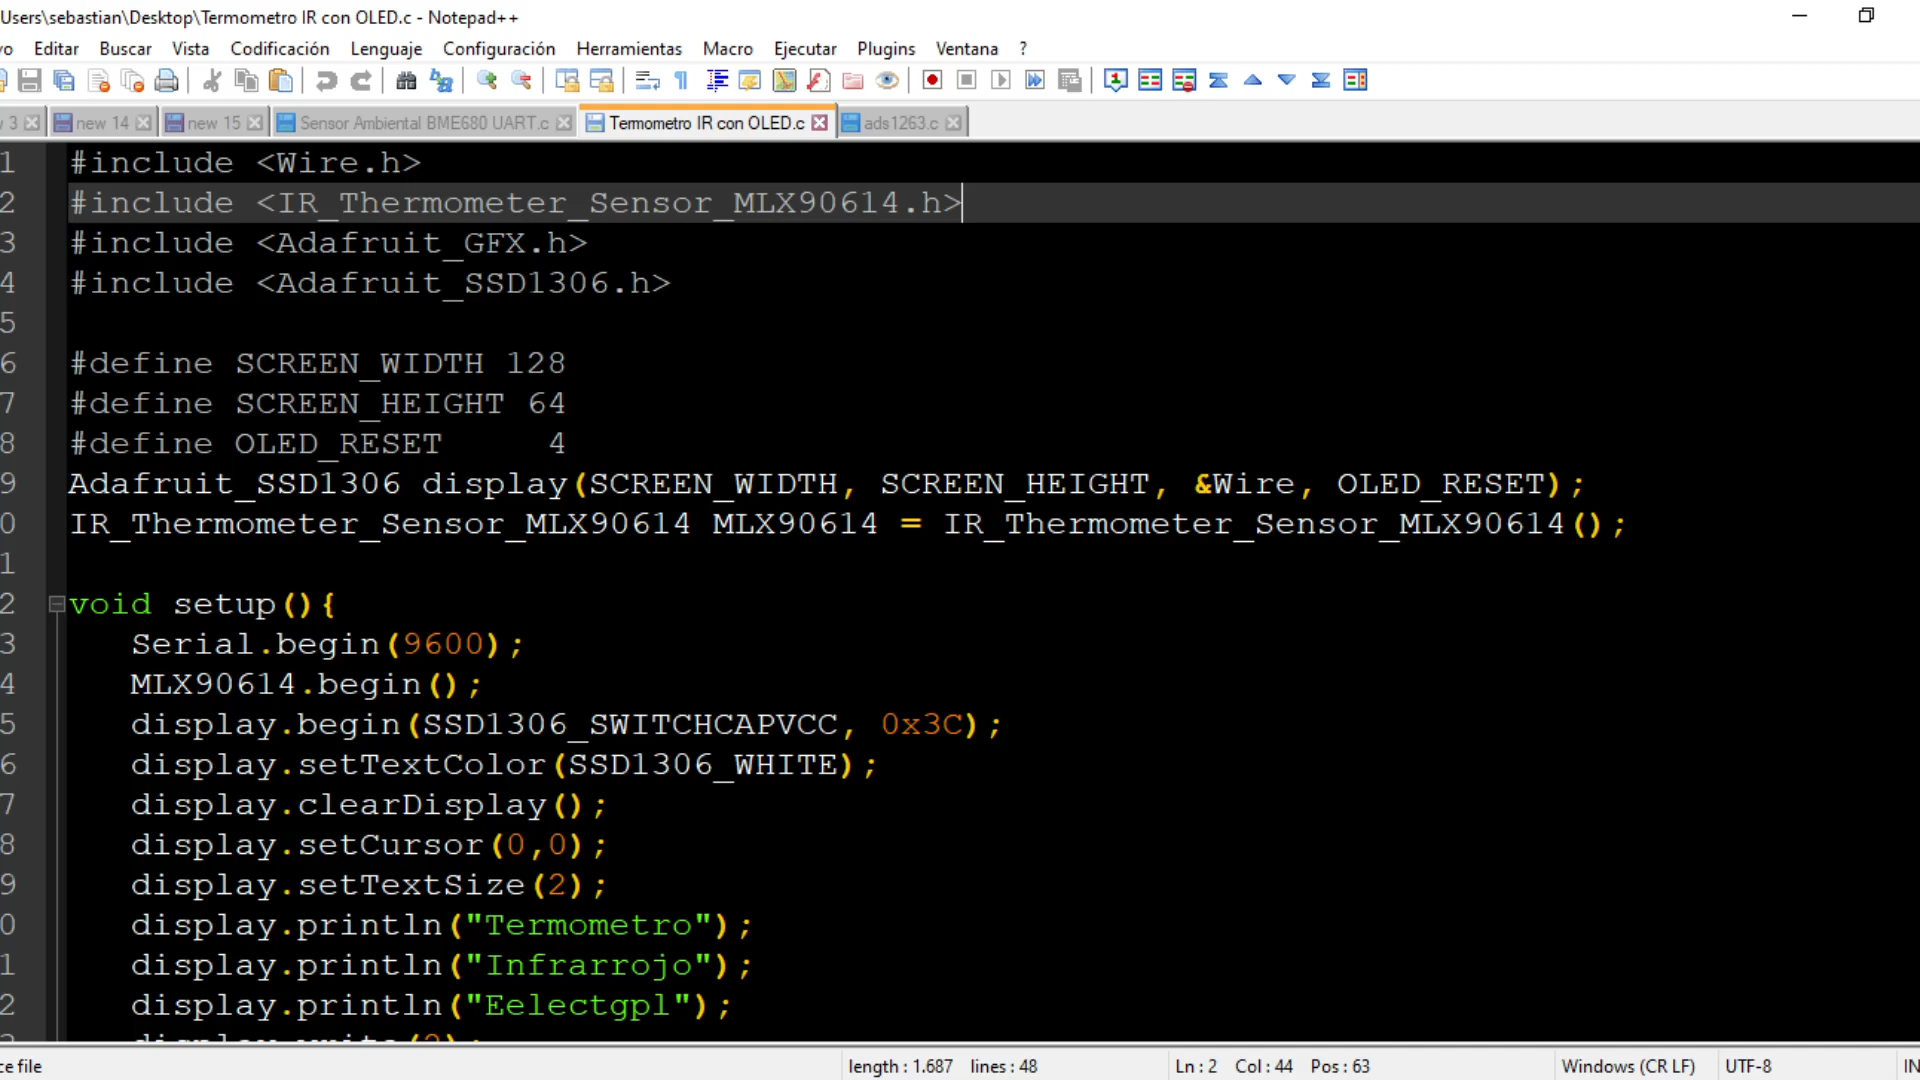 Users\sebastian\Desktop\Termometro IR con OLED.c - Notepad++
vo Editar Buscar Vista Codificación Lenguaje Configuración Herramientas Macro Ejecutar Plugins Ventana ?
v 3 new 14 new 15 Sensor Ambiental BME680 UART.c Termometro IR con OLED.c ads1263.c
1 #include <Wire.h>
2 #include <IR_Thermometer_Sensor_MLX90614.h>
3 #include <Adafruit_GFX.h>
4 #include <Adafruit_SSD1306.h>
5
6 #define SCREEN_WIDTH 128
7 #define SCREEN_HEIGHT 64
8 #define OLED_RESET     4
9 Adafruit_SSD1306 display(SCREEN_WIDTH, SCREEN_HEIGHT, &Wire, OLED_RESET);
0 IR_Thermometer_Sensor_MLX90614 MLX90614 = IR_Thermometer_Sensor_MLX90614();
1
2 void setup(){
3 Serial.begin(9600);
4 MLX90614.begin();
5 display.begin(SSD1306_SWITCHCAPVCC, 0x3C);
6 display.setTextColor(SSD1306_WHITE);
7 display.clearDisplay();
8 display.setCursor(0,0);
9 display.setTextSize(2);
0 display.println("Termometro");
1 display.println("Infrarrojo");
2 display.println("Eelectgpl");
ce file length : 1.687 lines : 48 Ln : 2 Col : 44 Pos : 63 Windows (CR LF) UTF-8 IN